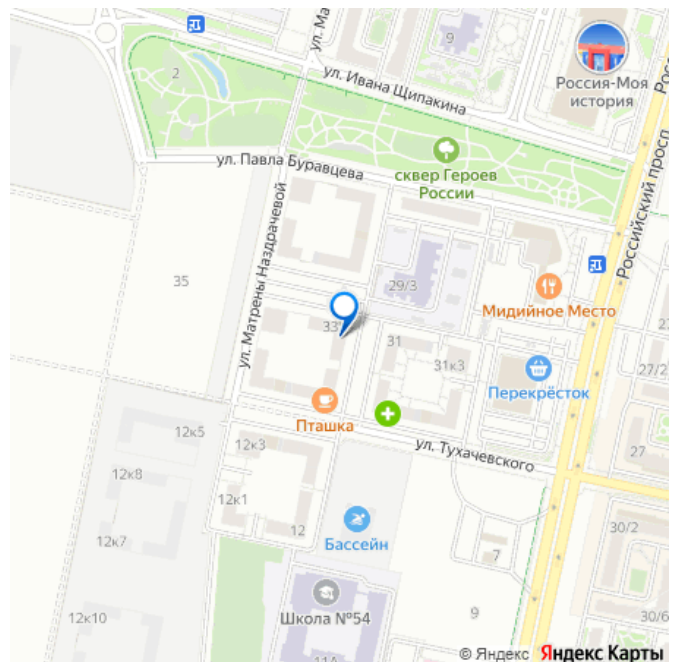 ул. Ма
9
2
ул. Ивана Щипакина
Россия-Моя
история
Рос
ул. Павла Буравцева
сквер Героев
России
Российский просп
ул. Матрены Наздрачевой
35
29/3
Мидийное Место
33
31
31к3
Перекрёсток
27/2
Пташка
12к5
12к3
ул. Тухачевского
27
12к8
12к1
12
30/2
12к7
Бассейн
7
Школа №54
12к10
9
30/6
11А
© Яндекс Яндекс Карты